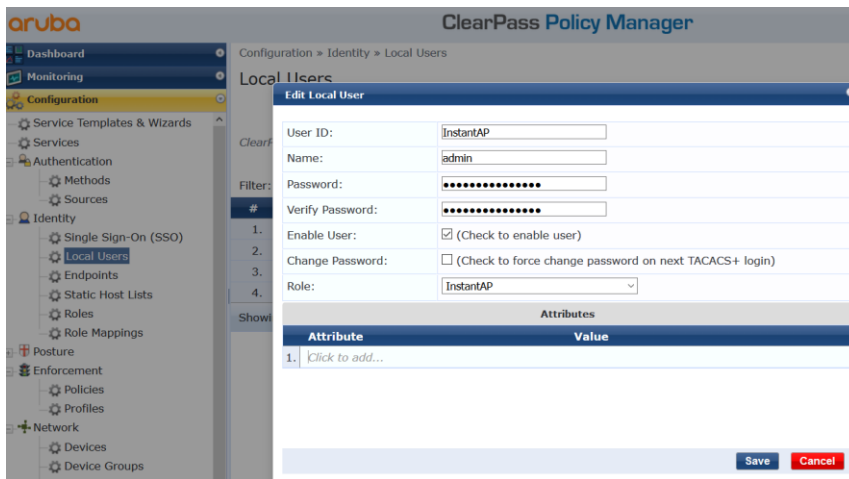 aruba
ClearPass Policy Manager
Dashboard
Monitoring
Configuration
Service Templates & Wizards
Services
Authentication
Methods
Sources
Identity
Single Sign-On (SSO)
Local Users
Endpoints
Static Host Lists
Roles
Role Mappings
Posture
Enforcement
Policies
Profiles
Network
Devices
Device Groups
Configuration » Identity » Local Users
Local Users
Filter:
#
1.
2.
3.
4.
Edit Local User
User ID: InstantAP
Name: admin
Password: •••••••••••••••
Verify Password: •••••••••••••••
Enable User: (Check to enable user)
Change Password: (Check to force change password on next TACACS+ login)
Role: InstantAP
Attributes
Attribute Value
1. Click to add...
Save Cancel